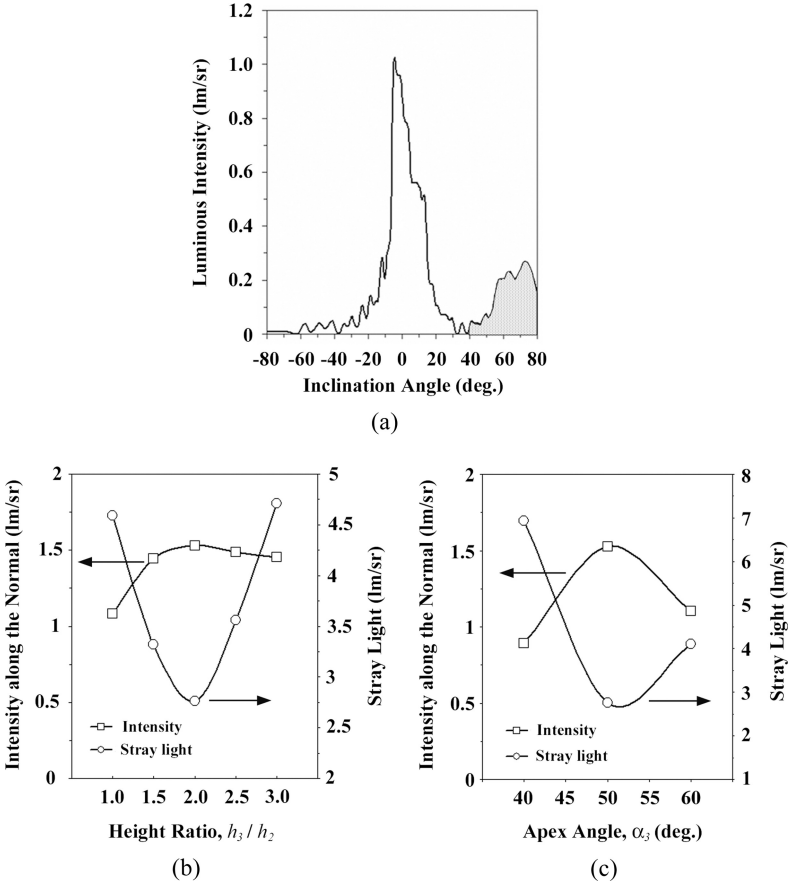 1.2
1.0
0.8
0.6
0.4
0.2
0
Luminous Intensity (lm/sr)
-80 -60 -40 -20 0 20 40 60 80
Inclination Angle (deg.)
(a)
2
1.5
1
0.5
0
Intensity along the Normal (lm/sr)
5
4.5
4
3.5
3
2.5
2
Stray Light (lm/sr)
Intensity
Stray light
1.0 1.5 2.0 2.5 3.0
Height Ratio, h3 / h2
(b)
2
1.5
1
0.5
0
Intensity along the Normal (lm/sr)
8
7
6
5
4
3
2
1
Stray Light (lm/sr)
Intensity
Stray light
40 45 50 55 60
Apex Angle, α3 (deg.)
(c)